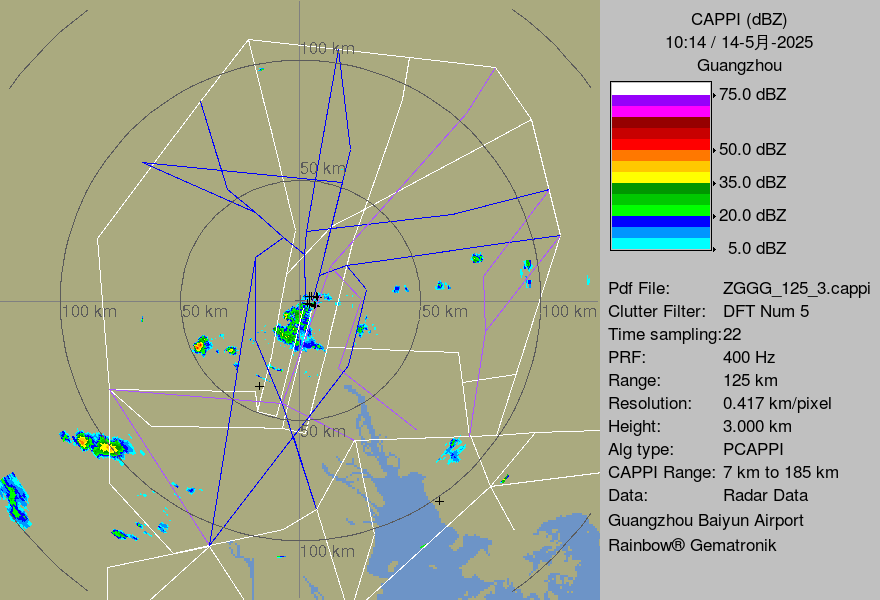 100 km
50 km
100 km
50 km
50 km
100 km
50 km
100 km
CAPPI (dBZ)
10:14 / 14-5月-2025
Guangzhou
75.0 dBZ
50.0 dBZ
35.0 dBZ
20.0 dBZ
5.0 dBZ
Pdf File: ZGGG_125_3.cappi
Clutter Filter: DFT Num 5
Time sampling:22
PRF: 400 Hz
Range: 125 km
Resolution: 0.417 km/pixel
Height: 3.000 km
Alg type: PCAPPI
CAPPI Range: 7 km to 185 km
Data: Radar Data
Guangzhou Baiyun Airport
Rainbow® Gematronik